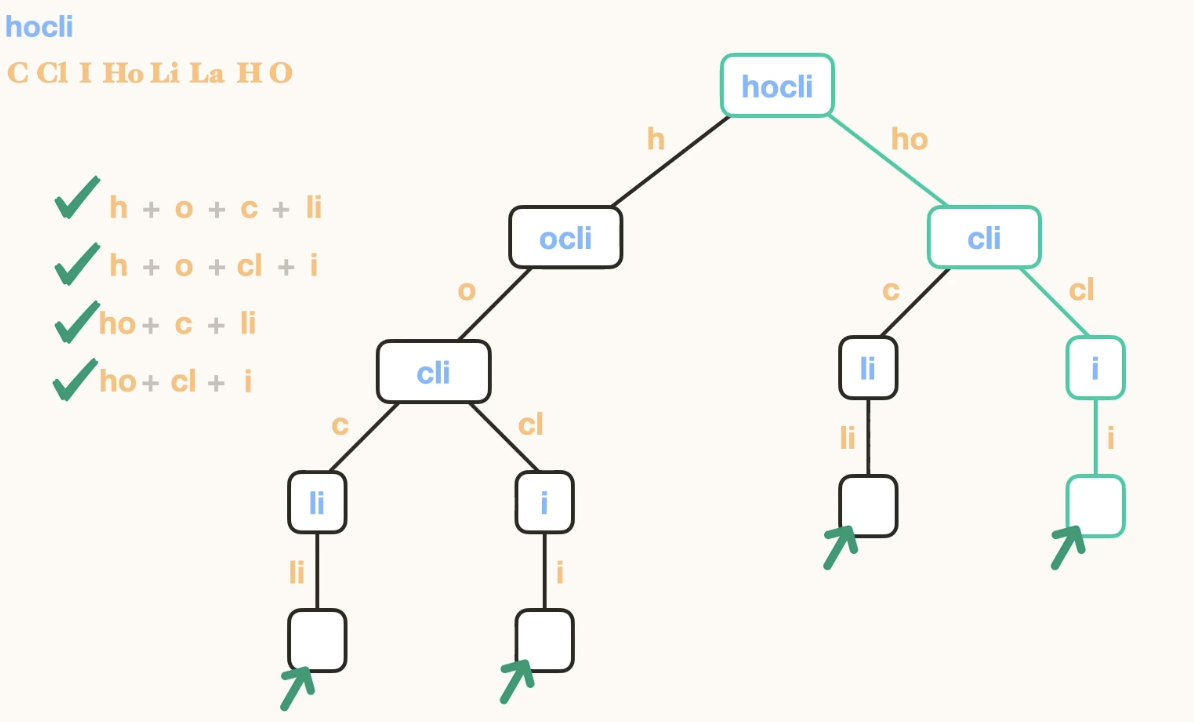 hocli
C Cl I Ho Li La H O
hocli
h
ho
h + o + c + li
ocli
cli
h + o + cl + i
o
c
cl
ho + c + li
cli
li
i
ho + cl + i
c
cl
li
i
li
i
li
i